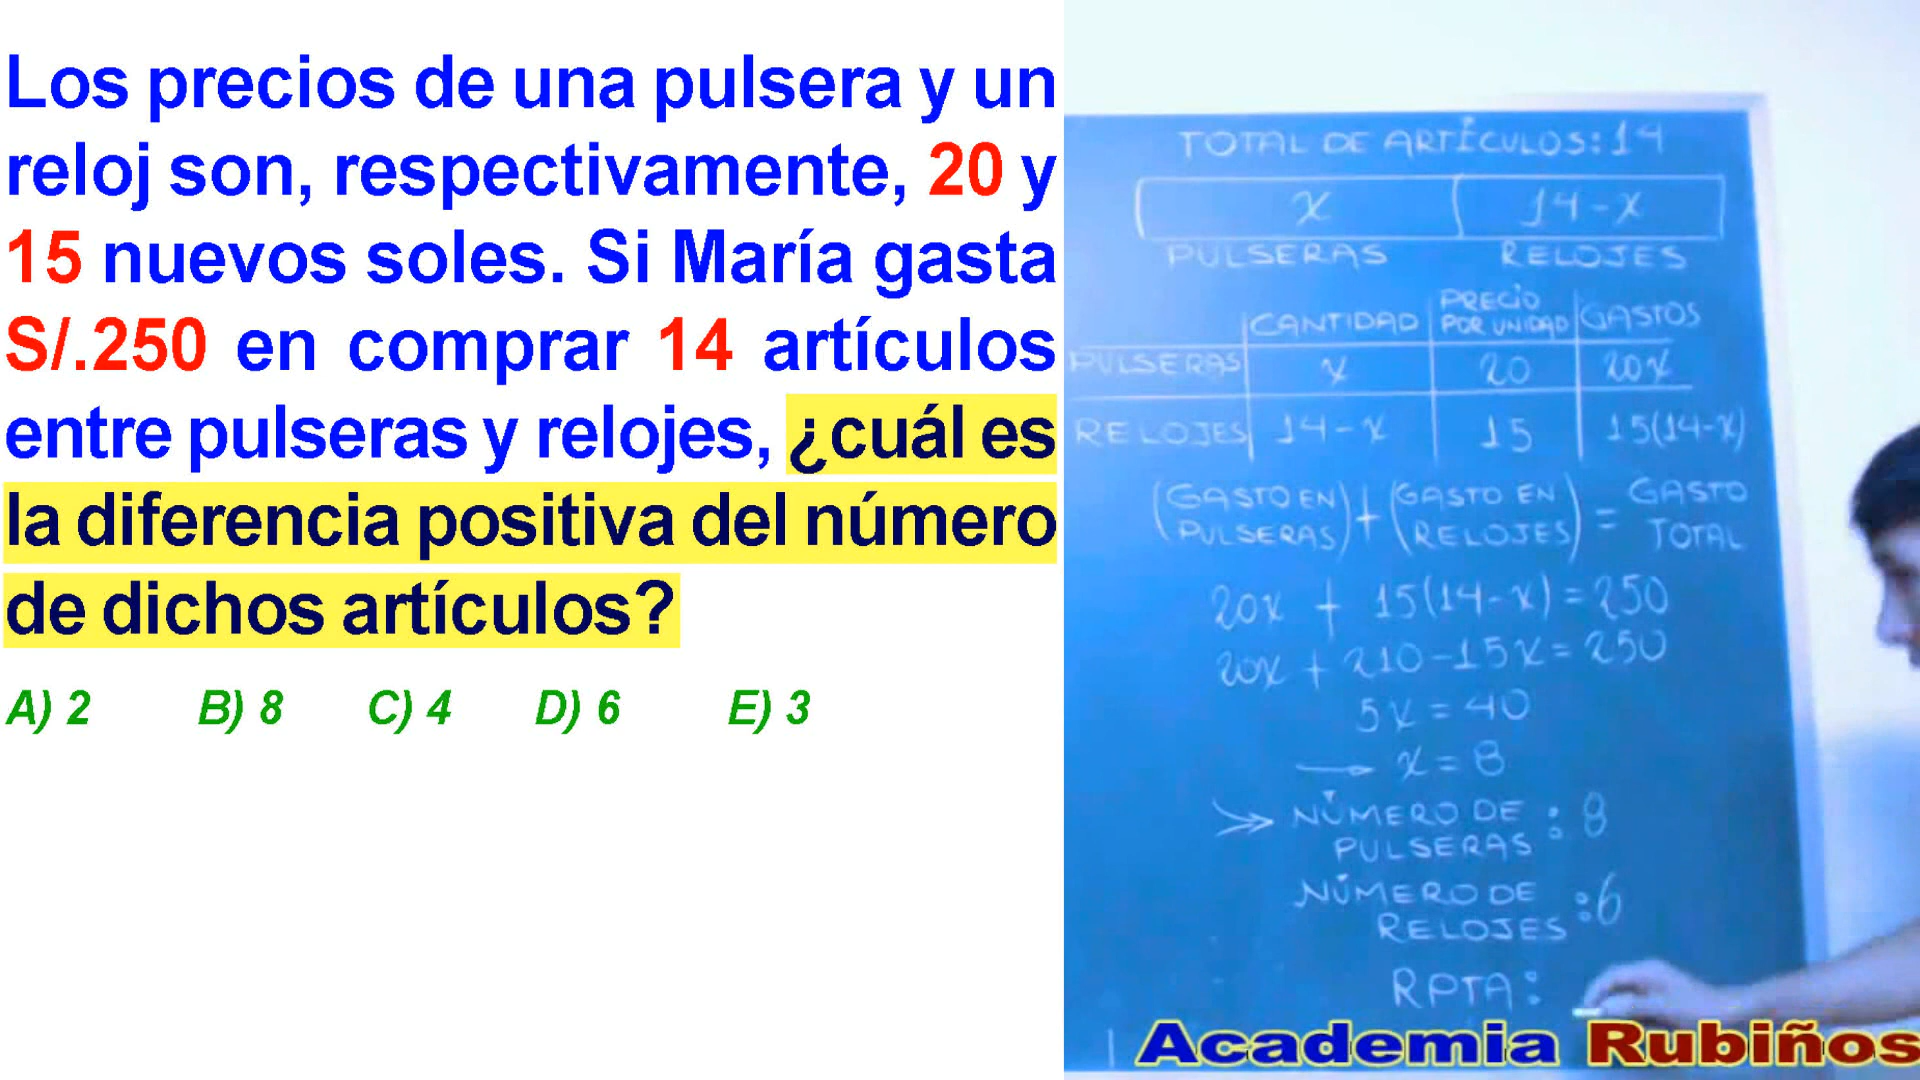 Los precios de una pulsera y un
reloj son, respectivamente, 20 y
15 nuevos soles. Si María gasta
S/.250 en comprar 14 artículos
entre pulseras y relojes, ¿cuál es
la diferencia positiva del número
de dichos artículos?
A) 2 B) 8 C) 4 D) 6 E) 3
TOTAL DE ARTÍCULOS: 14
x 14-x
PULSERAS RELOJES
CANTIDAD PRECIO POR UNIDAD GASTOS
PULSERAS x 20 20x
RELOJES 14-x 15 15(14-x)
(GASTO EN PULSERAS) + (GASTO EN RELOJES) = GASTO TOTAL
20x + 15(14-x) = 250
20x + 210-15x = 250
5x = 40
x = 8
NÚMERO DE PULSERAS : 8
NÚMERO DE RELOJES : 6
RPTA:
Academia Rubiños